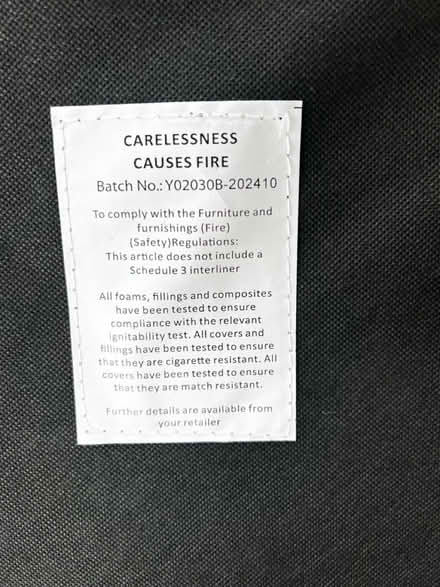 CARELESSNESS
CAUSES FIRE
Batch No.: Y02030B-202410
To comply with the Furniture and
furnishings (Fire)
(Safety)Regulations:
This article does not include a
Schedule 3 interliner
All foams, fillings and composites
have been tested to ensure
compliance with the relevant
ignitability test. All covers and
fillings have been tested to ensure
that they are cigarette resistant. All
covers have been tested to ensure
that they are match resistant.
Further details are available from
your retailer